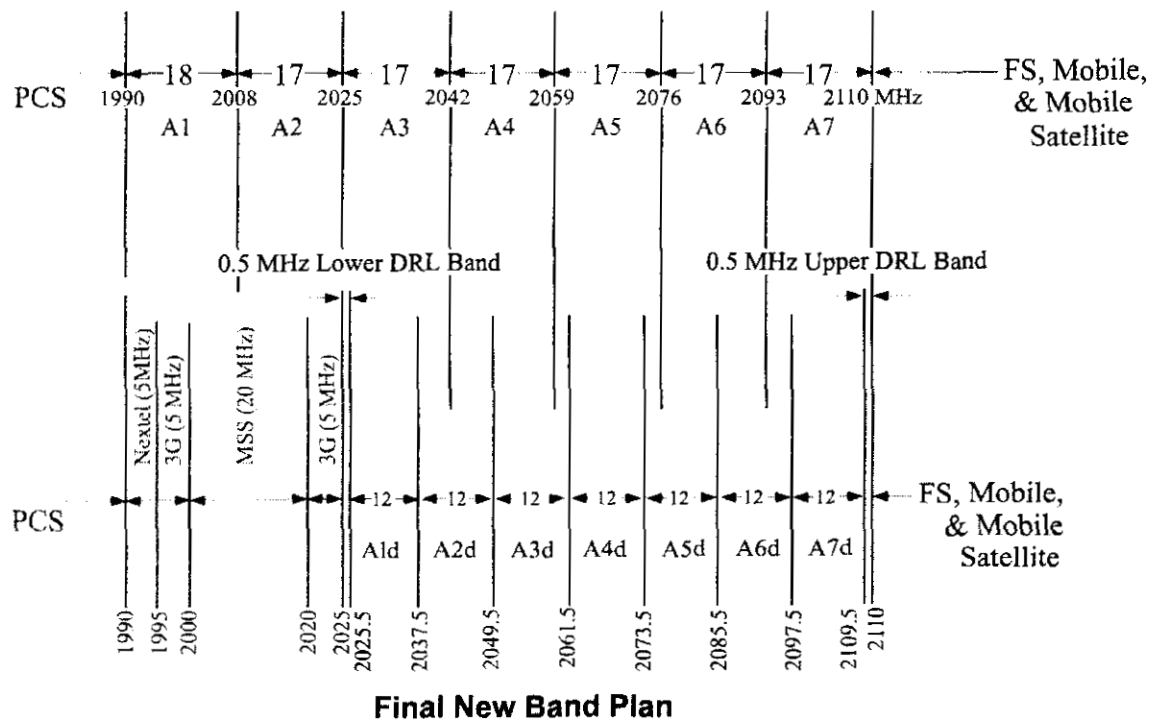 18 17 17 17 17 17 17
PCS 1990 2008 2025 2042 2059 2076 2093 2110 MHz FS, Mobile,
& Mobile
Satellite
A1 A2 A3 A4 A5 A6 A7
0.5 MHz Lower DRL Band 0.5 MHz Upper DRL Band
Nextel (5MHz)
3G (5 MHz)
MSS (20 MHz)
3G (5 MHz)
12 12 12 12 12 12 12
PCS FS, Mobile,
& Mobile
Satellite
A1d A2d A3d A4d A5d A6d A7d
1990 1995 2000 2020 2025 2025.5 2037.5 2049.5 2061.5 2073.5 2085.5 2097.5 2109.5 2110
Final New Band Plan